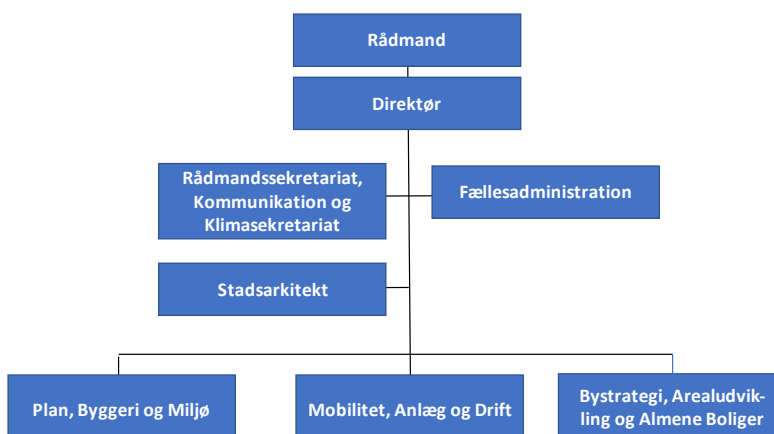 Rådmand
Direktør
Rådmandssekretariat,
Kommunikation og
Klimasekretariat
Fællesadministration
Stadsarkitekt
Plan, Byggeri og Miljø
Mobilitet, Anlæg og Drift
Bystrategi, Arealudvik-
ling og Almene Boliger